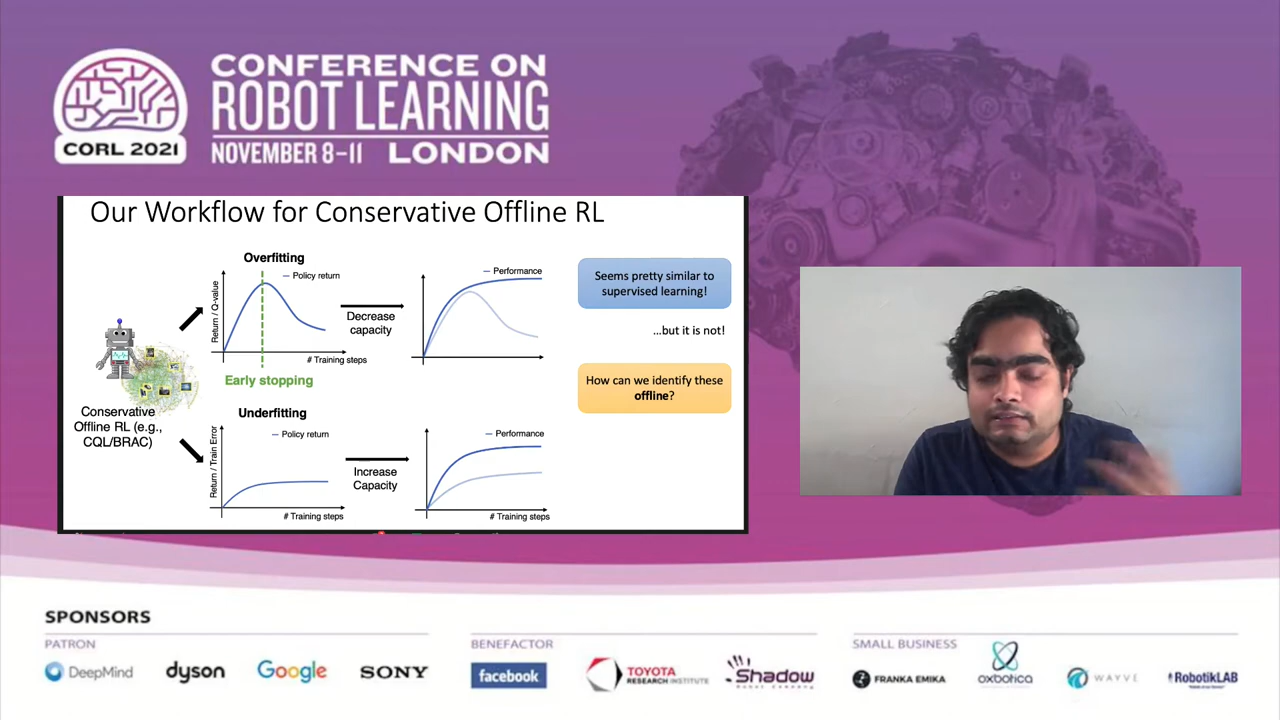 CONFERENCE ON
ROBOT LEARNING
NOVEMBER 8–11 LONDON
CORL 2021
Our Workflow for Conservative Offline RL
Overfitting
Policy return
Return / Q-value
# Training steps
Early stopping
Decrease
capacity
Performance
Seems pretty similar to
supervised learning!
...but it is not!
How can we identify these
offline?
Conservative
Offline RL (e.g.,
CQL/BRAC)
Underfitting
Policy return
Return / Train Error
# Training steps
Increase
Capacity
Performance
# Training steps
SPONSORS
PATRON
DeepMind
dyson
Google
SONY
BENEFACTOR
facebook
TOYOTA
RESEARCH INSTITUTE
Shadow
SMALL BUSINESS
FRANKA EMIKA
oxbotica
WAYVE
RobotikLAB